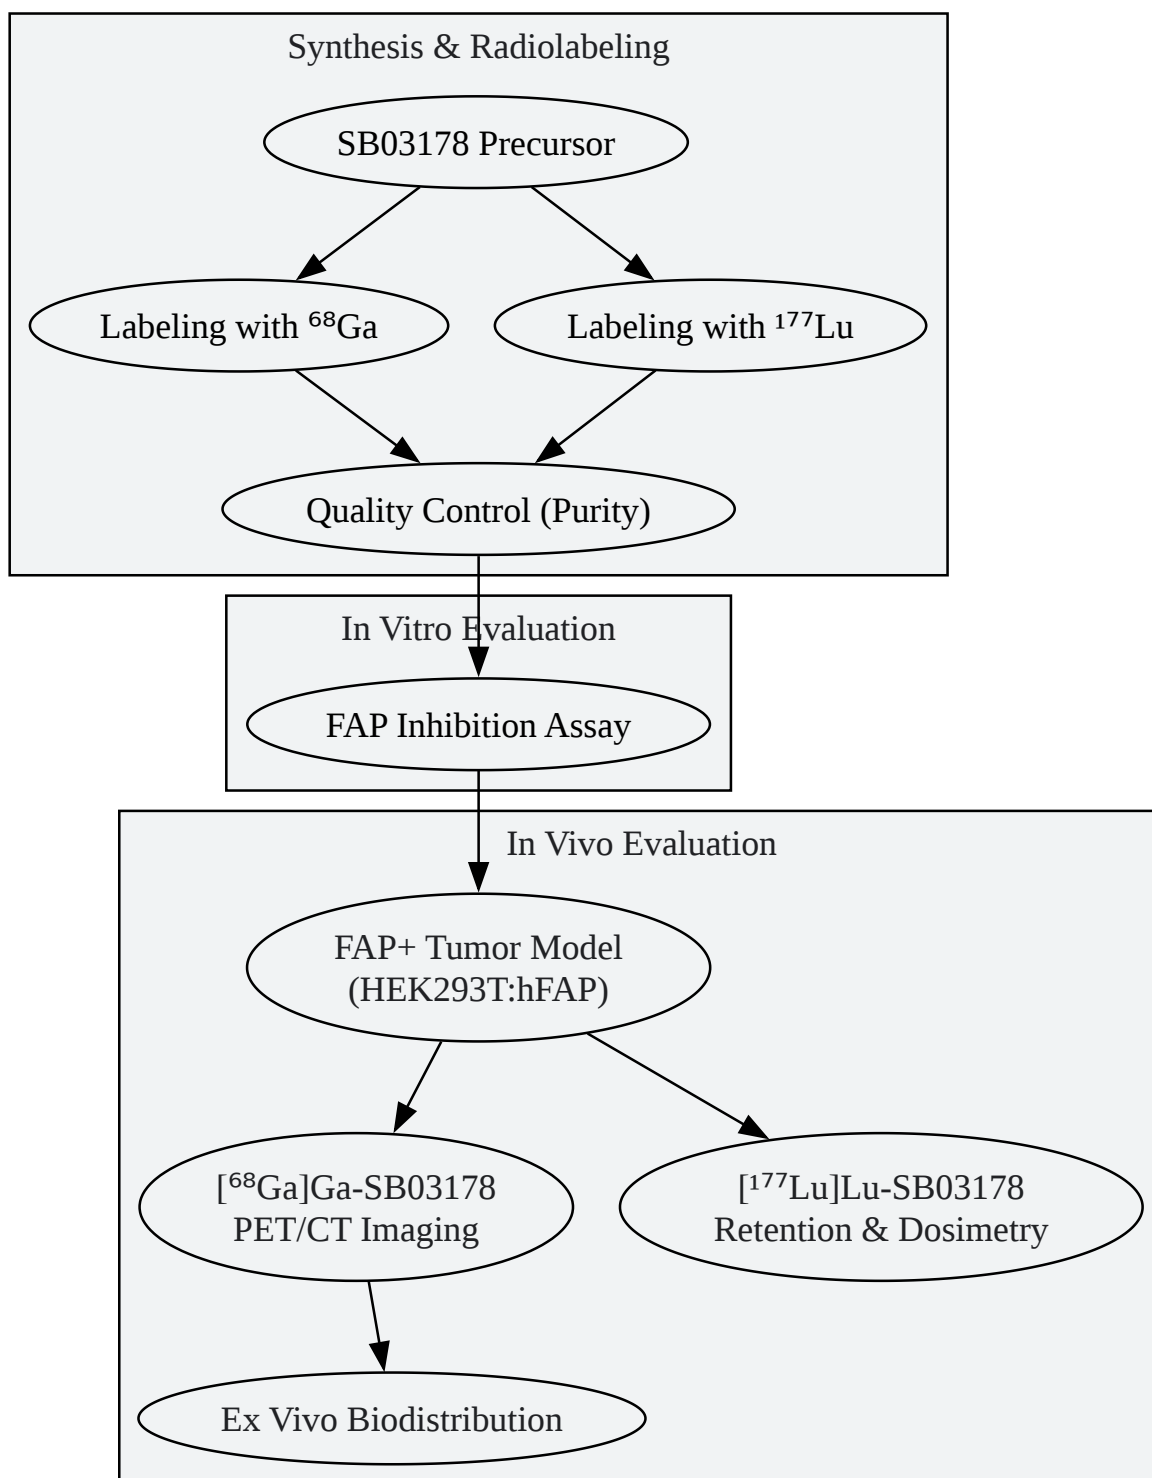 Synthesis & Radiolabeling
SB03178 Precursor
Labeling with ⁶⁸Ga
Labeling with ¹⁷⁷Lu
Quality Control (Purity)
In Vitro Evaluation
FAP Inhibition Assay
In Vivo Evaluation
FAP+ Tumor Model
(HEK293T:hFAP)
[⁶⁸Ga]Ga-SB03178
PET/CT Imaging
[¹⁷⁷Lu]Lu-SB03178
Retention & Dosimetry
Ex Vivo Biodistribution